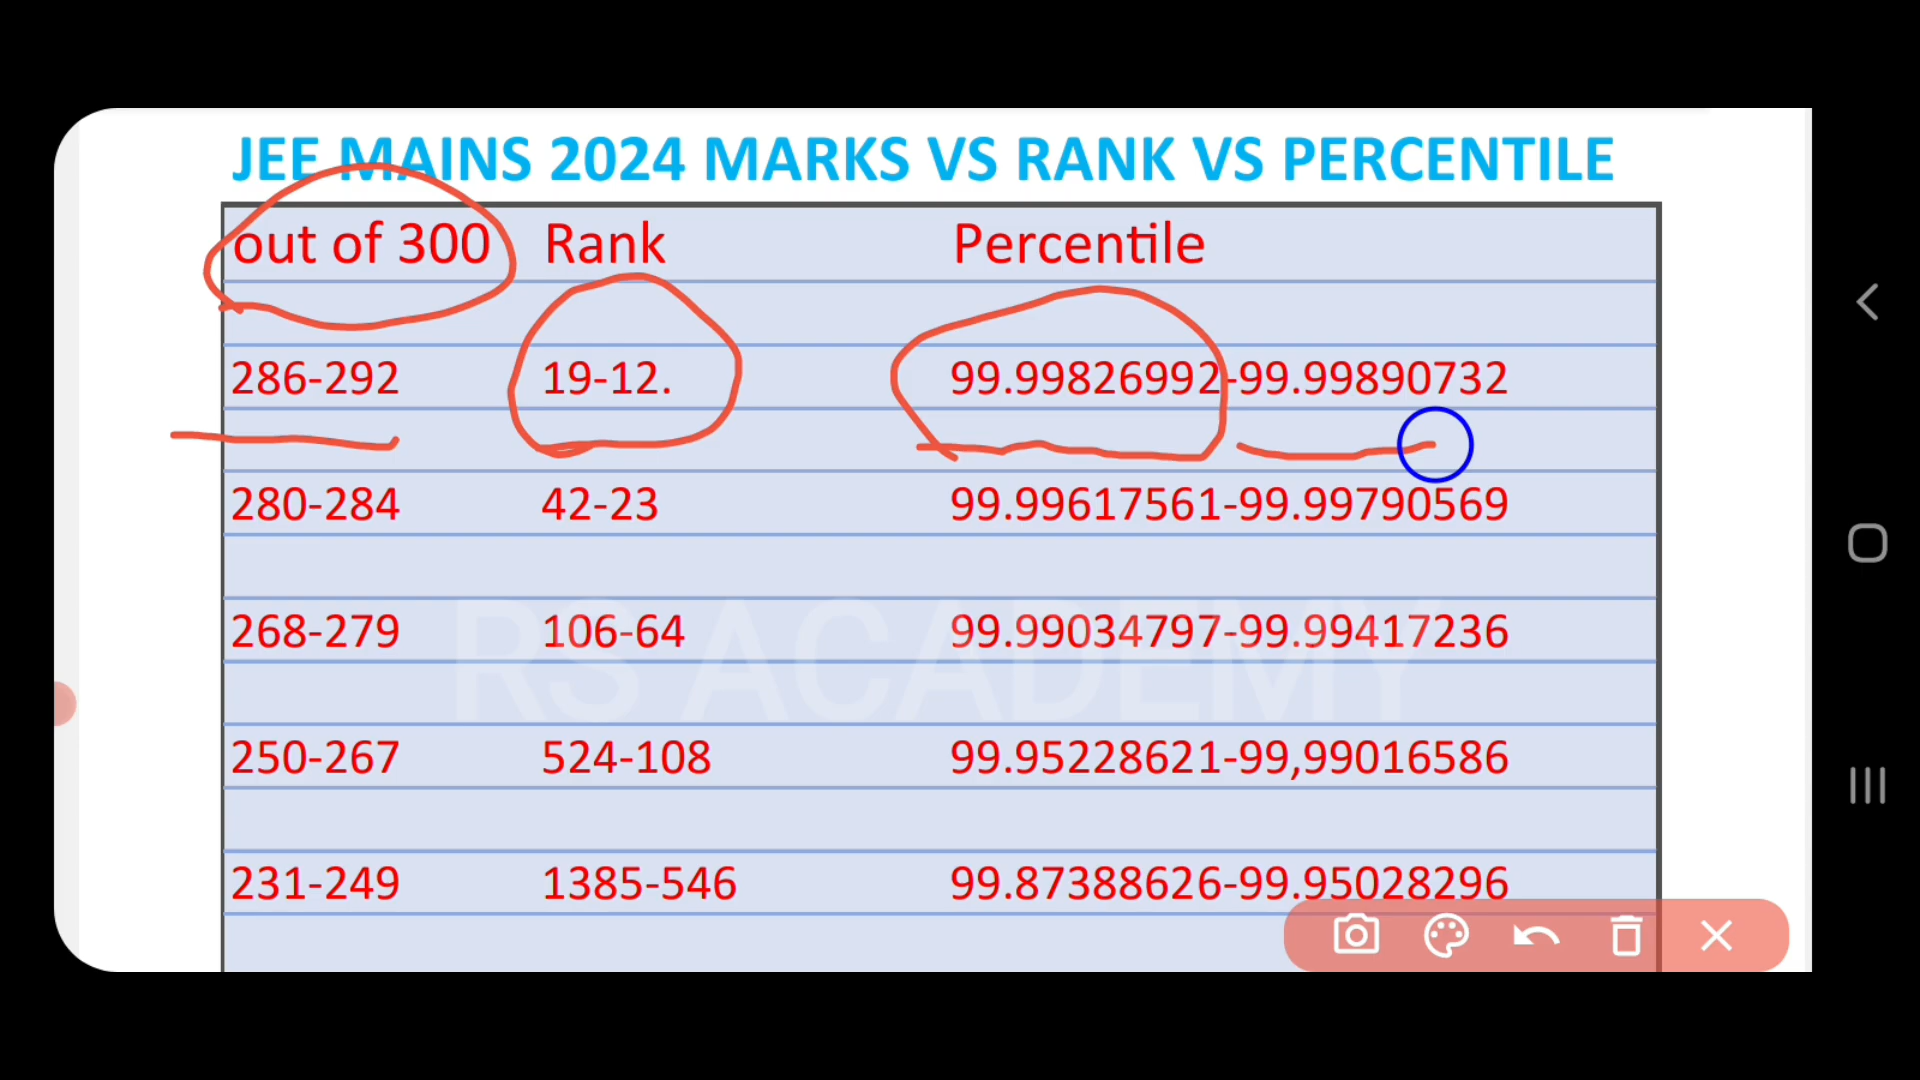 JEE MAINS 2024 MARKS VS RANK VS PERCENTILE
out of 300 Rank Percentile
286-292 19-12. 99.99826992-99.99890732
280-284 42-23 99.99617561-99.99790569
268-279 106-64 99.99034797-99.99417236
RS ACADEMY
250-267 524-108 99.95228621-99,99016586
231-249 1385-546 99.87388626-99.95028296